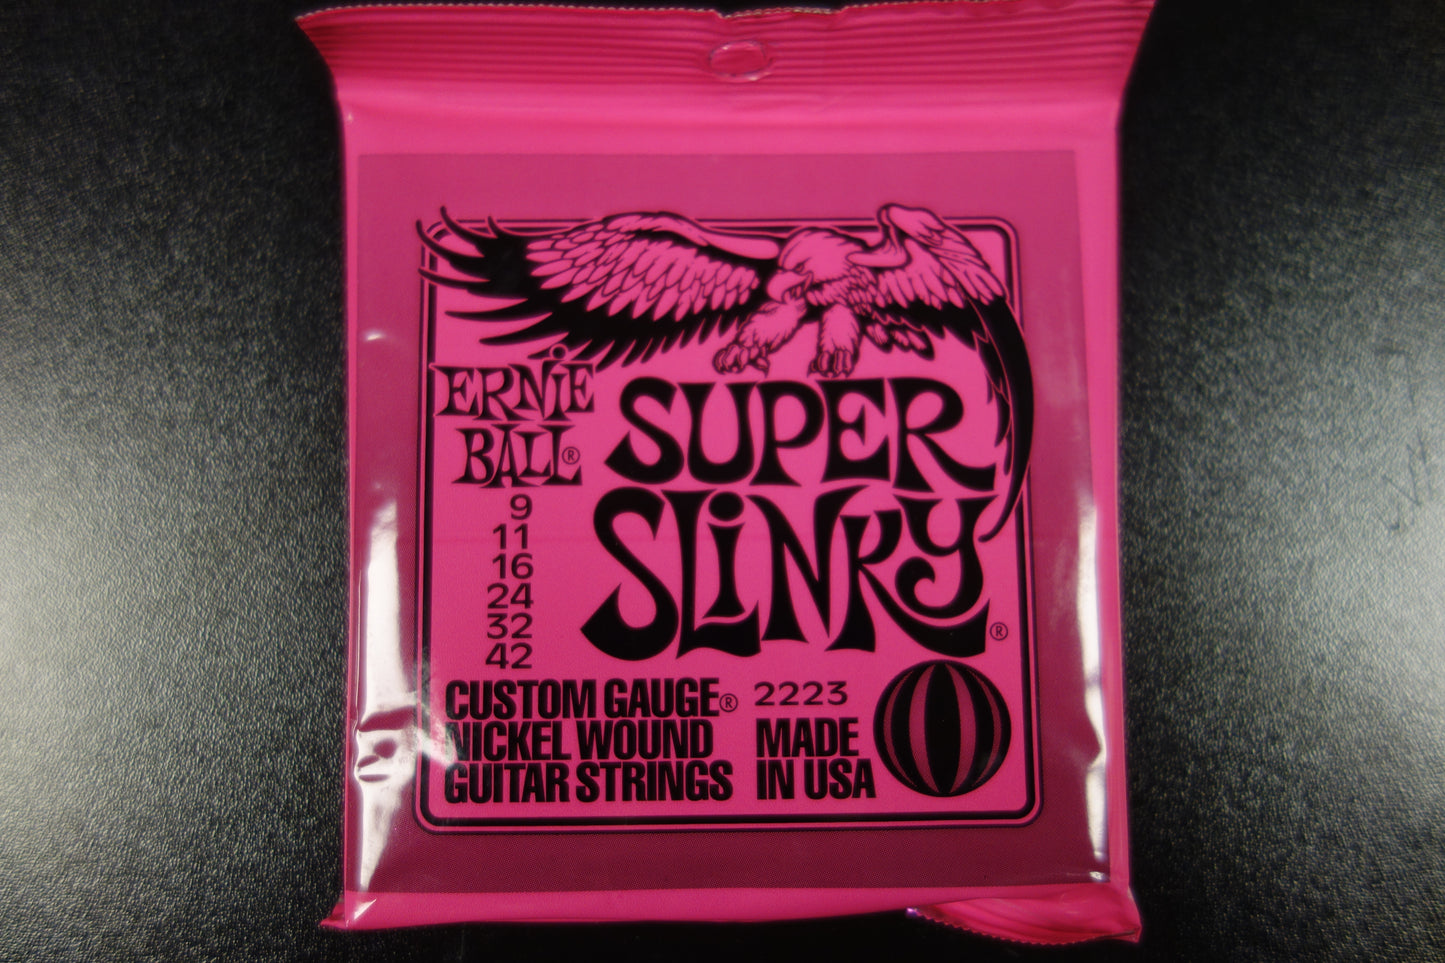 ERNIE
BALL®
SUPER
SLINKY®
9
11
16
24
32
42
CUSTOM GAUGE®
NICKEL WOUND
GUITAR STRINGS
2223
MADE
IN USA